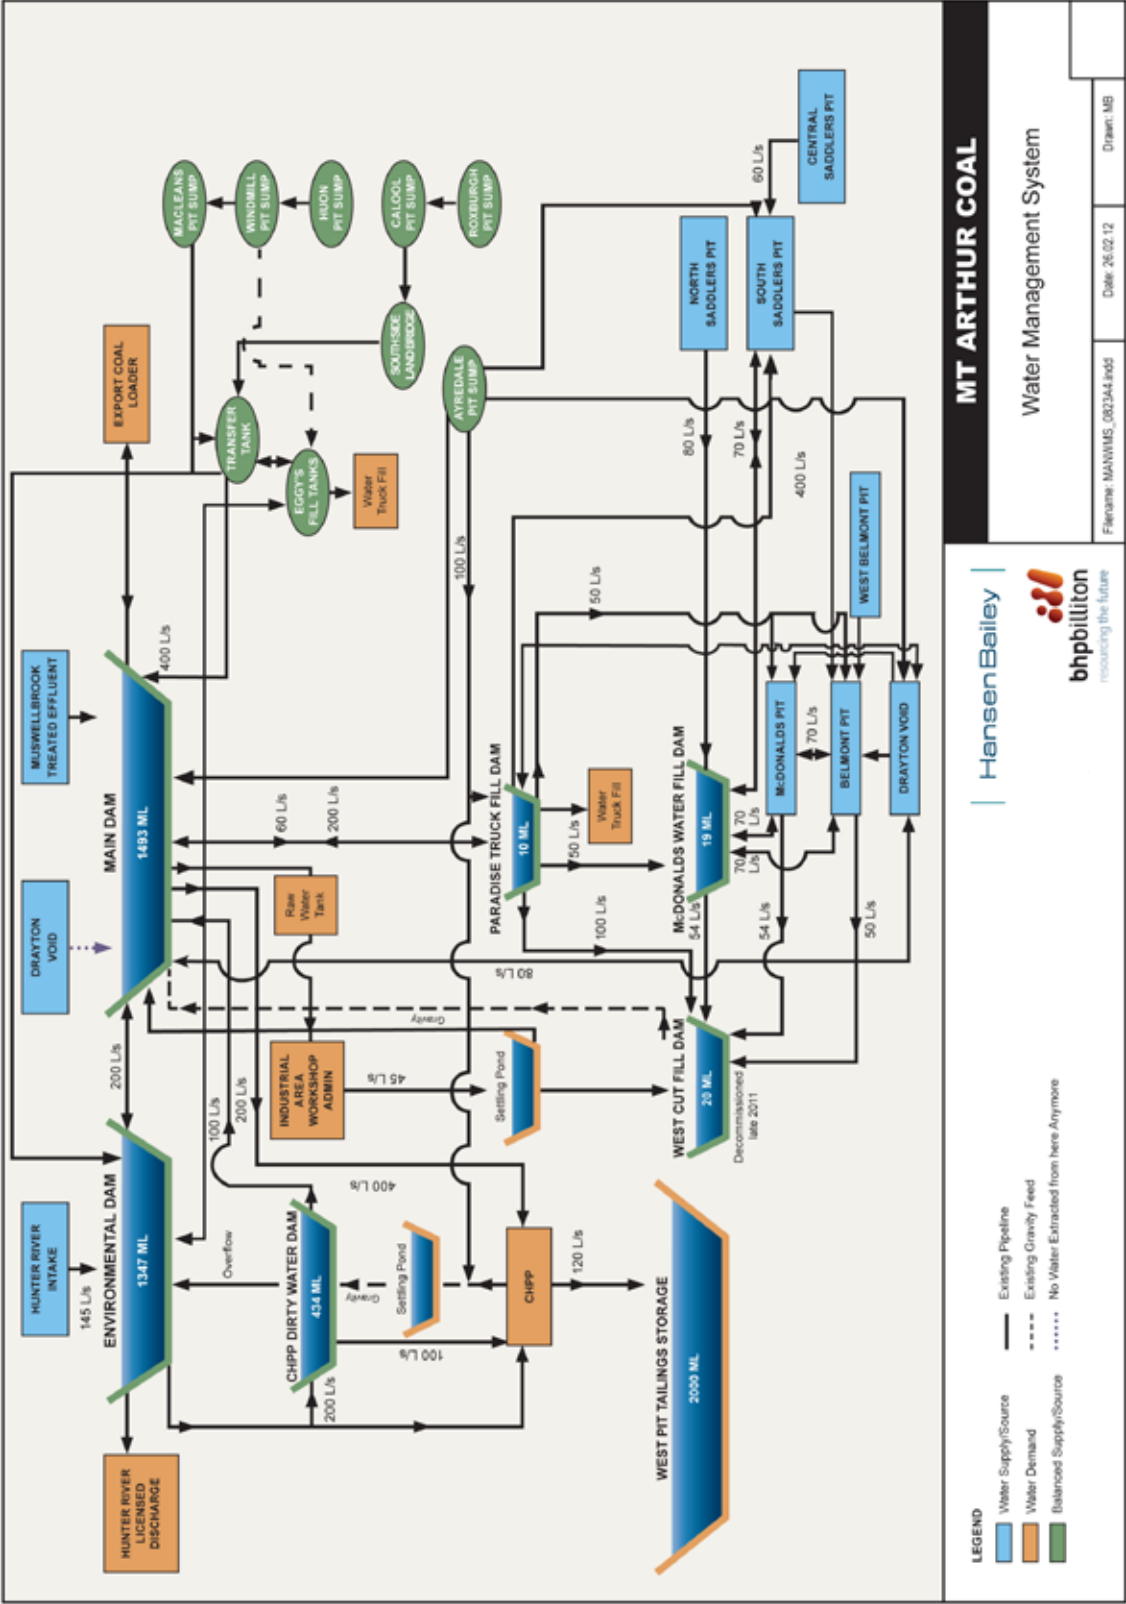 HUNTER RIVER
INTAKE
145 L/s
DRAYTON
VOID
MUSWELLBROOK
TREATED EFFLUENT
EXPORT COAL
LOADER
MACLEANS
PIT SUMP
WINDMILL
PIT SUMP
HUON
PIT SUMP
CALOOL
PIT SUMP
ROXBURGH
PIT SUMP
HUNTER RIVER
LICENSED
DISCHARGE
ENVIRONMENTAL DAM
1347 ML
200 L/s
MAIN DAM
1493 ML
400 L/s
TRANSFER
TANK
EGGY'S
FILL TANKS
Water
Truck Fill
SOUTHSIDE
LANDBRIDGE
AYREDALE
PIT SUMP
Overflow
100 L/s
200 L/s
400 L/s
60 L/s
200 L/s
100 L/s
Raw
Water
Tank
INDUSTRIAL
AREA
WORKSHOP
ADMIN
45 L/s
Gravity
80 L/s
200 L/s
CHPP DIRTY WATER DAM
434 ML
Gravity
Settling Pond
100 L/s
CHPP
120 L/s
Settling Pond
PARADISE TRUCK FILL DAM
10 ML
50 L/s
Water
Truck Fill
50 L/s
100 L/s
NORTH
SADDLERS PIT
SOUTH
SADDLERS PIT
60 L/s
CENTRAL
SADDLERS PIT
80 L/s
70 L/s
400 L/s
WEST PIT TAILINGS STORAGE
2000 ML
WEST CUT FILL DAM
20 ML
Decommissioned
late 2011
54 L/s
McDONALDS WATER FILL DAM
19 ML
70
L/s
70
L/s
54 L/s
50 L/s
McDONALDS PIT
70 L/s
BELMONT PIT
WEST BELMONT PIT
DRAYTON VOID
LEGEND
Water Supply/Source
Water Demand
Balanced Supply/Source
Existing Pipeline
Existing Gravity Feed
No Water Extracted from here Anymore
Hansen Bailey
bhpbilliton
resourcing the future
MT ARTHUR COAL
Water Management System
Filename: MANWMS_0823A4.indd
Date: 26.02.12
Drawn: MB